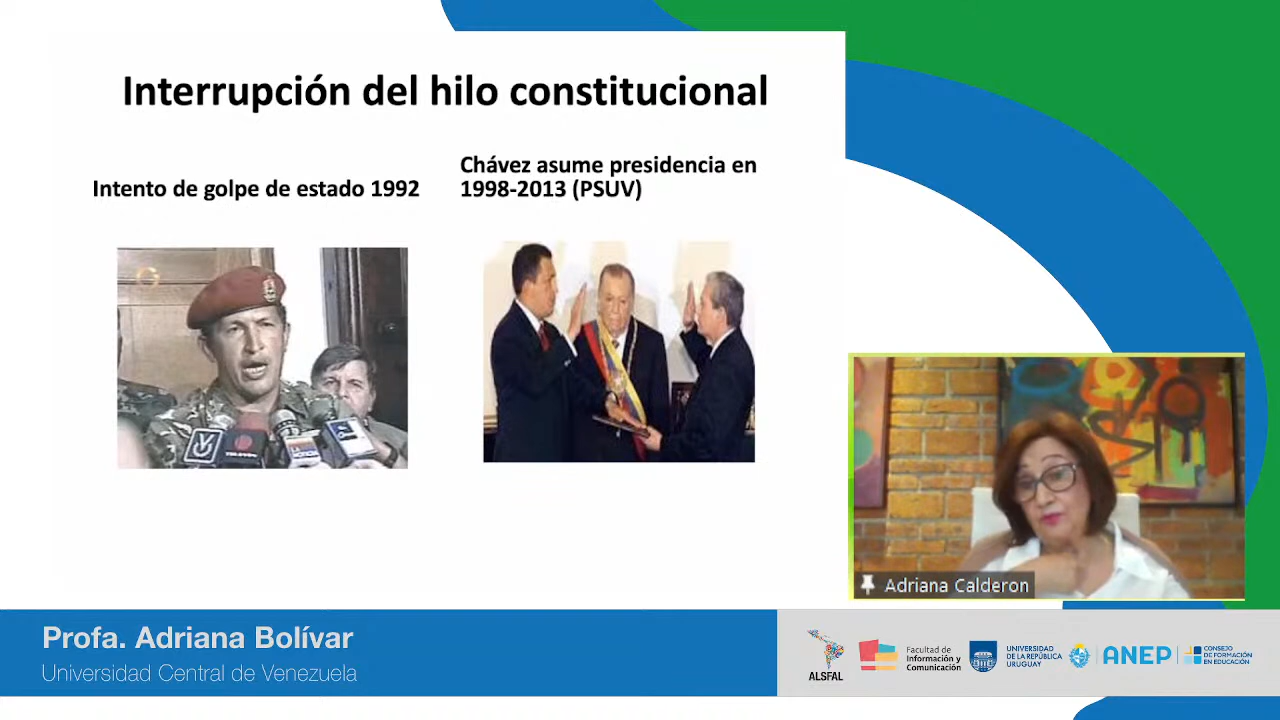 Interrupción del hilo constitucional
Intento de golpe de estado 1992
Chávez asume presidencia en
1998-2013 (PSUV)
Adriana Calderon
Profa. Adriana Bolívar
Universidad Central de Venezuela
ALSFAL
Facultad de
Información y
Comunicación
UNIVERSIDAD
DE LA REPÚBLICA
URUGUAY
ANEP
CONSEJO
DE FORMACIÓN
EN EDUCACIÓN